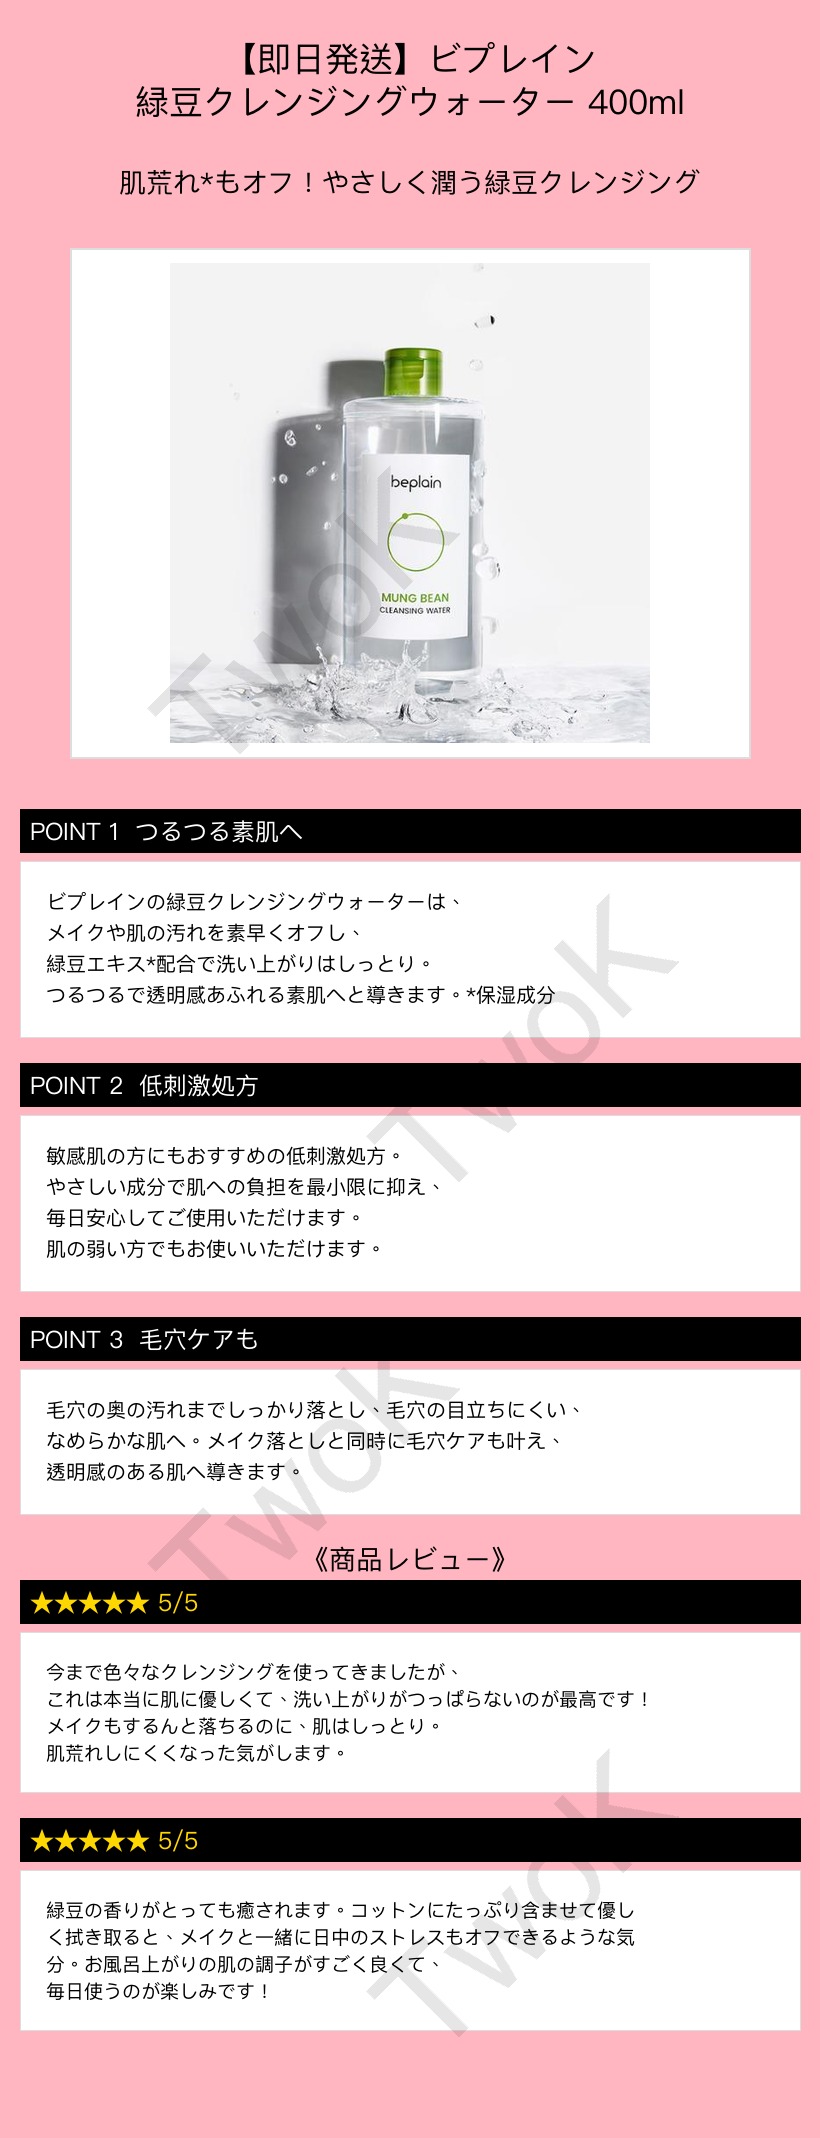 【即日発送】ビプレイン
緑豆クレンジングウォーター 400ml
肌荒れ*もオフ！やさしく潤う緑豆クレンジング
beplain
MUNG BEAN
CLEANSING WATER
TwoK
POINT 1 つるつる素肌へ
ビプレインの緑豆クレンジングウォーターは、
メイクや肌の汚れを素早くオフし、
緑豆エキス*配合で洗い上がりはしっとり。
つるつるで透明感あふれる素肌へと導きます。*保湿成分
TwoK
POINT 2 低刺激処方
敏感肌の方にもおすすめの低刺激処方。
やさしい成分で肌への負担を最小限に抑え、
毎日安心してご使用いただけます。
肌の弱い方でもお使いいただけます。
POINT 3 毛穴ケアも
毛穴の奥の汚れまでしっかり落とし、毛穴の目立ちにくい、
なめらかな肌へ。メイク落としと同時に毛穴ケアも叶え、
透明感のある肌へ導きます。
TwoK
《商品レビュー》
★★★★★ 5/5
今まで色々なクレンジングを使ってきましたが、
これは本当に肌に優しくて、洗い上がりがつっぱらないのが最高です！
メイクもするんと落ちるのに、肌はしっとり。
肌荒れしにくくなった気がします。
★★★★★ 5/5
緑豆の香りがとっても癒されます。コットンにたっぷり含ませて優し
く拭き取ると、メイクと一緒に日中のストレスもオフできるような気
分。お風呂上がりの肌の調子がすごく良くて、
毎日使うのが楽しみです！
TwoK